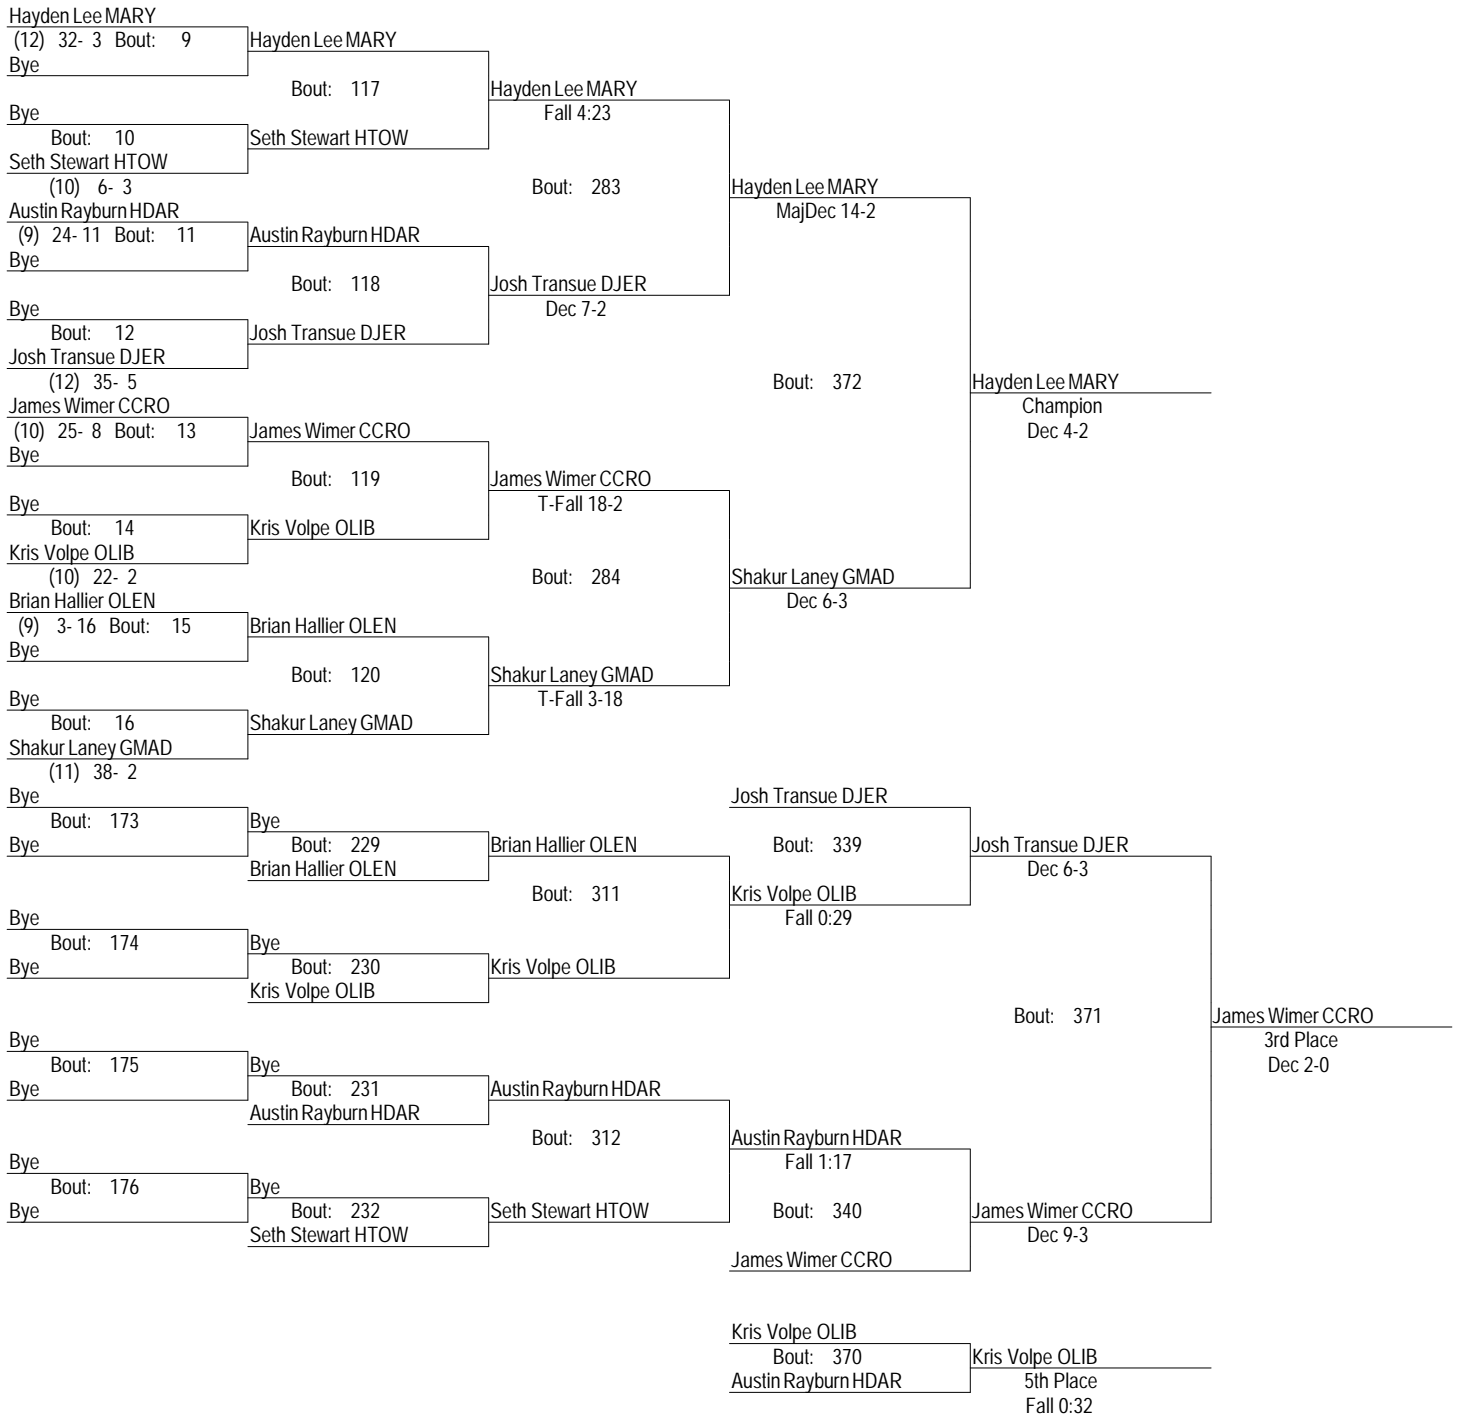 Hayden Lee MARY
(12) 32- 3 Bout: 9
Bye
Hayden Lee MARY
Bout: 117
Bye
Bout: 10
Seth Stewart HTOW
(10) 6- 3
Seth Stewart HTOW
Hayden Lee MARY
Fall 4:23
Bout: 283
Austin Rayburn HDAR
(9) 24- 11 Bout: 11
Bye
Austin Rayburn HDAR
Bout: 118
Bye
Bout: 12
Josh Transue DJER
(12) 35- 5
Josh Transue DJER
Josh Transue DJER
Dec 7-2
Hayden Lee MARY
MajDec 14-2
Bout: 372
James Wimer CCRO
(10) 25- 8 Bout: 13
Bye
James Wimer CCRO
Bout: 119
Bye
Bout: 14
Kris Volpe OLIB
(10) 22- 2
Kris Volpe OLIB
James Wimer CCRO
T-Fall 18-2
Bout: 284
Brian Hallier OLEN
(9) 3- 16 Bout: 15
Bye
Brian Hallier OLEN
Bout: 120
Bye
Bout: 16
Shakur Laney GMAD
(11) 38- 2
Shakur Laney GMAD
Shakur Laney GMAD
T-Fall 3-18
Shakur Laney GMAD
Dec 6-3
Hayden Lee MARY
Champion
Dec 4-2
Bye
Bout: 173
Bye
Bye
Bout: 229
Brian Hallier OLEN
Brian Hallier OLEN
Bout: 311
Bye
Bout: 174
Bye
Bye
Bout: 230
Kris Volpe OLIB
Kris Volpe OLIB
Josh Transue DJER
Bout: 339
Kris Volpe OLIB
Fall 0:29
Josh Transue DJER
Dec 6-3
Bout: 371
Bye
Bout: 175
Bye
Bye
Bout: 231
Austin Rayburn HDAR
Austin Rayburn HDAR
Bout: 312
Bye
Bout: 176
Bye
Bye
Bout: 232
Seth Stewart HTOW
Seth Stewart HTOW
Austin Rayburn HDAR
Fall 1:17
Bout: 340
James Wimer CCRO
James Wimer CCRO
Dec 9-3
James Wimer CCRO
3rd Place
Dec 2-0
Kris Volpe OLIB
Bout: 370
Austin Rayburn HDAR
Kris Volpe OLIB
5th Place
Fall 0:32